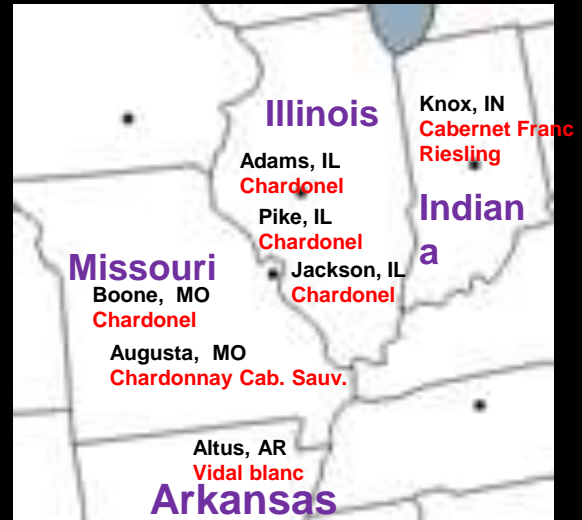 Illinois
Knox, IN
Cabernet Franc
Riesling
Adams, IL
Chardonel
Pike, IL
Chardonel
Indian
a
Jackson, IL
Chardonel
Missouri
Boone, MO
Chardonel
Augusta, MO
Chardonnay Cab. Sauv.
Altus, AR
Vidal blanc
Arkansas